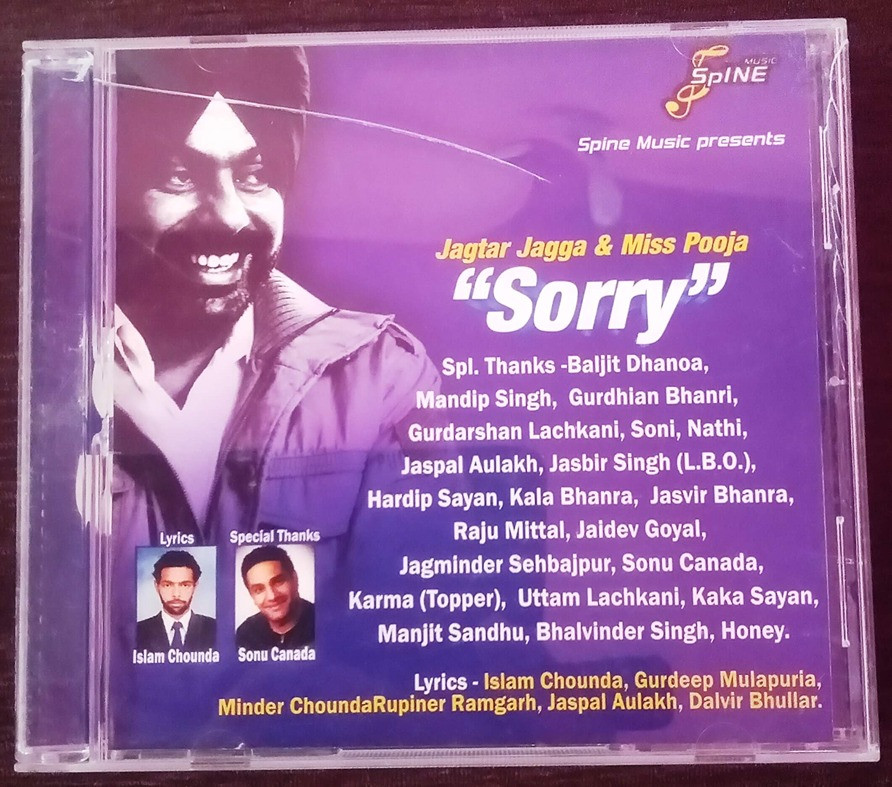 MUSIC
SpINE
Spine Music presents
Jagtar Jagga & Miss Pooja
“Sorry”
Spl. Thanks -Baljit Dhanoa,
Mandip Singh, Gurdhian Bhanri,
Gurdarshan Lachkani, Soni, Nathi,
Jaspal Aulakh, Jasbir Singh (L.B.O.),
Hardip Sayan, Kala Bhanra, Jasvir Bhanra,
Raju Mittal, Jaidev Goyal,
Jagminder Sehbajpur, Sonu Canada,
Karma (Topper), Uttam Lachkani, Kaka Sayan,
Manjit Sandhu, Bhalvinder Singh, Honey.
Lyrics
Special Thanks
Islam Chounda
Sonu Canada
Lyrics - Islam Chounda, Gurdeep Mulapuria,
Minder ChoundaRupiner Ramgarh, Jaspal Aulakh, Dalvir Bhullar.